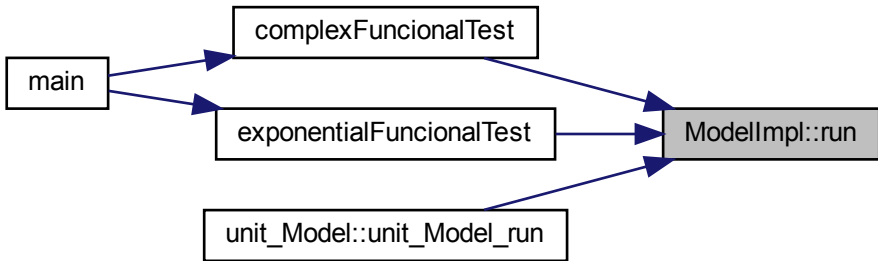 complexFuncionalTest
main
exponentialFuncionalTest
ModelImpl::run
unit_Model::unit_Model_run